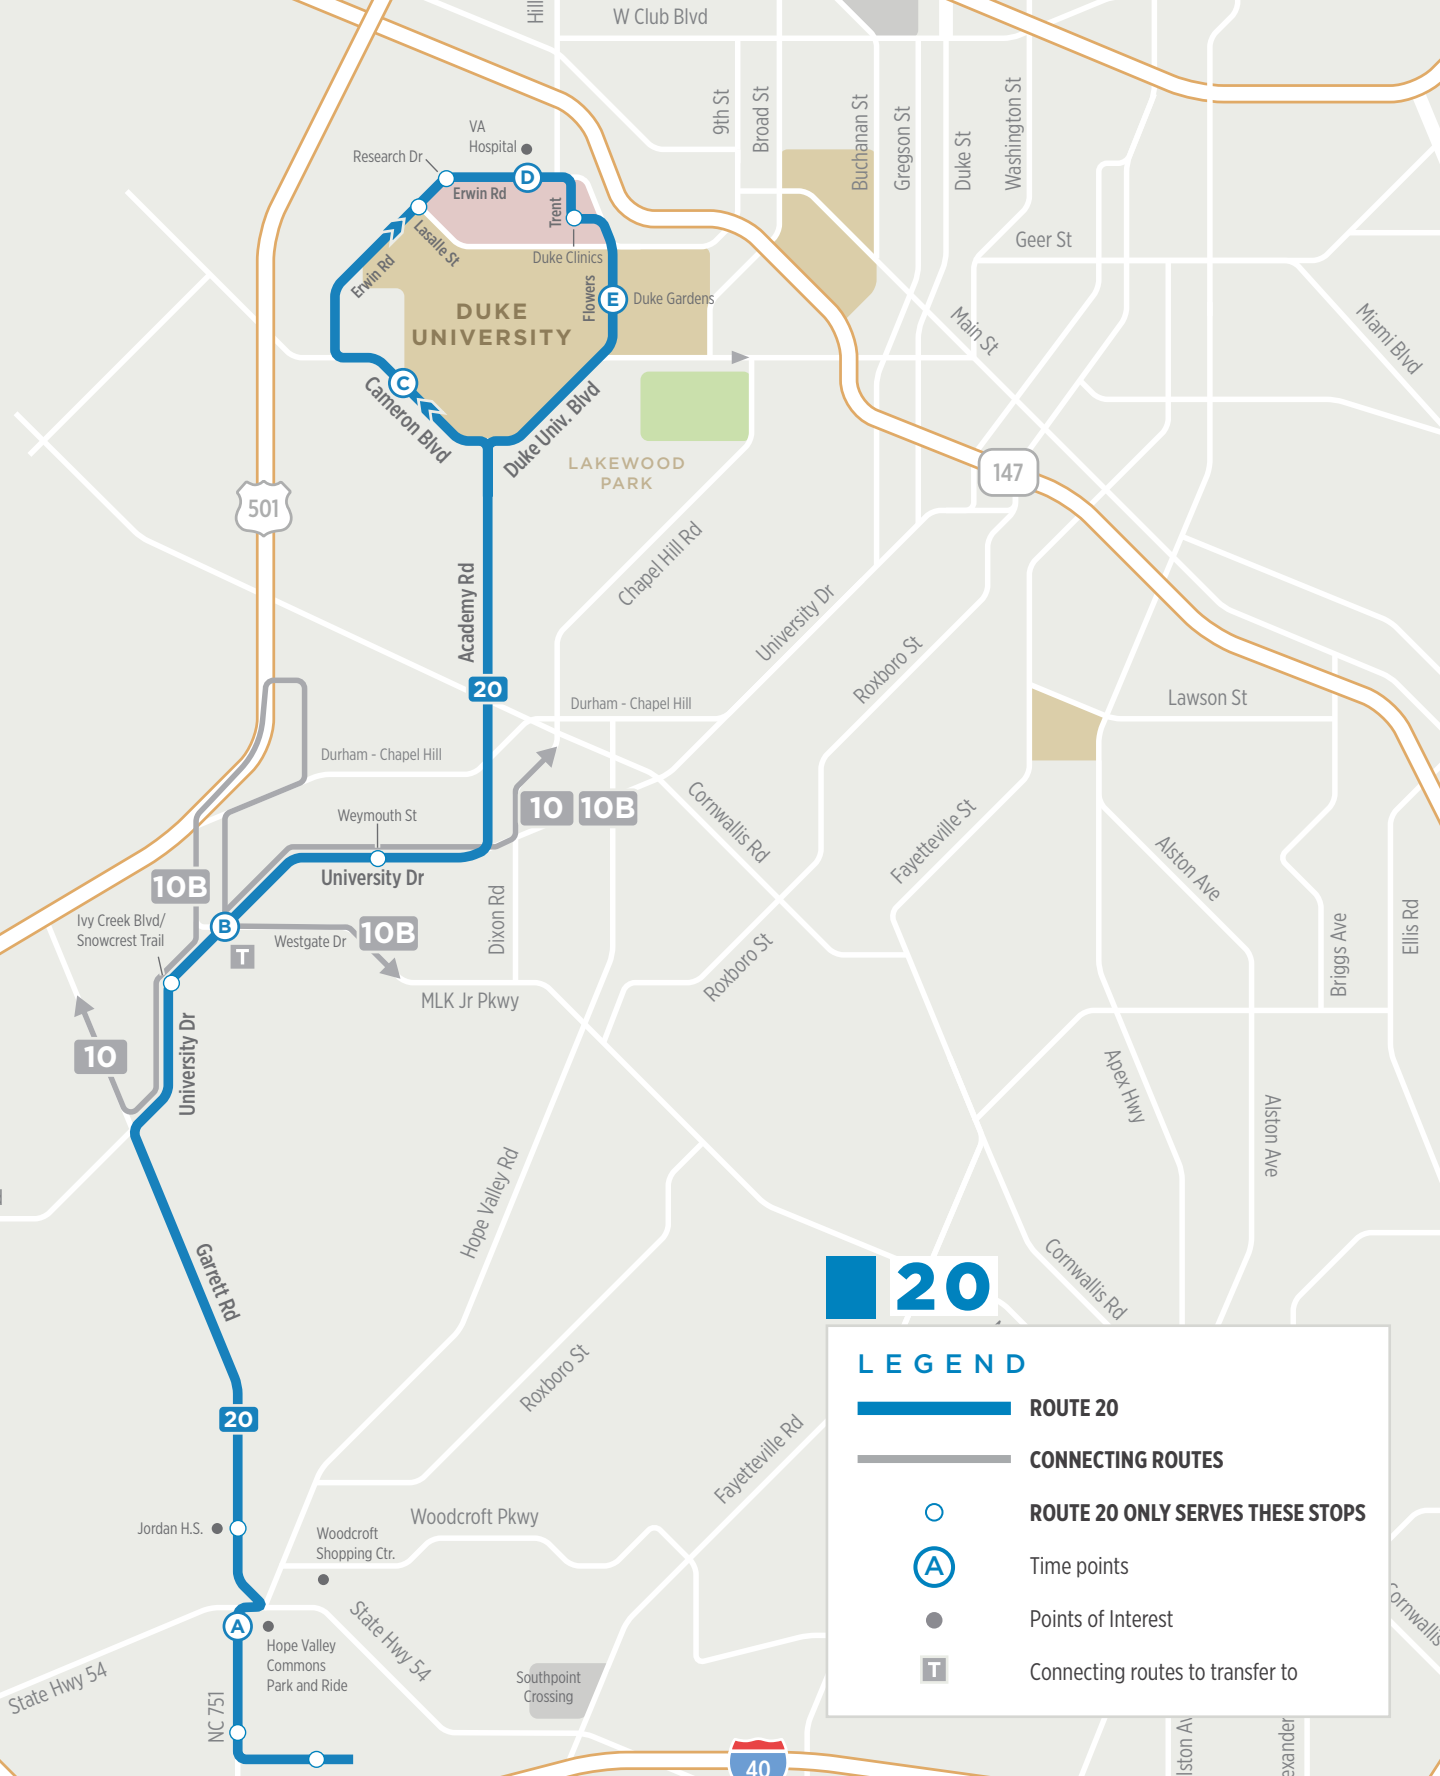 Hill
W Club Blvd
9th St
Broad St
Buchanan St
Gregson St
Duke St
Washington St
VA
Hospital
Research Dr
D
Erwin Rd
Trent
Lasalle St
Erwin Rd
Duke Clinics
Geer St
Flowers
E
Duke Gardens
DUKE
UNIVERSITY
Main St
Miami Blvd
C
Cameron Blvd
Duke Univ. Blvd
LAKEWOOD
PARK
147
501
Chapel Hill Rd
Academy Rd
University Dr
Roxboro St
20
Durham - Chapel Hill
Lawson St
Durham - Chapel Hill
10
10B
Weymouth St
Cornwallis Rd
Fayetteville St
Alston Ave
University Dr
10B
Ivy Creek Blvd/
Snowcrest Trail
B
T
Westgate Dr
10B
Dixon Rd
Roxboro St
Briggs Ave
Ellis Rd
MLK Jr Pkwy
10
University Dr
Apex Hwy
Alston Ave
Hope Valley Rd
Garrett Rd
Cornwallis Rd
20
LEGEND
ROUTE 20
CONNECTING ROUTES
ROUTE 20 ONLY SERVES THESE STOPS
A
Time points
Points of Interest
T
Connecting routes to transfer to
Roxboro St
20
Fayetteville Rd
Jordan H.S.
Woodcroft Pkwy
Woodcroft
Shopping Ctr.
A
State Hwy 54
Hope Valley
Commons
Park and Ride
State Hwy 54
Southpoint
Crossing
NC 751
Cornwallis
lston Av
exander
40